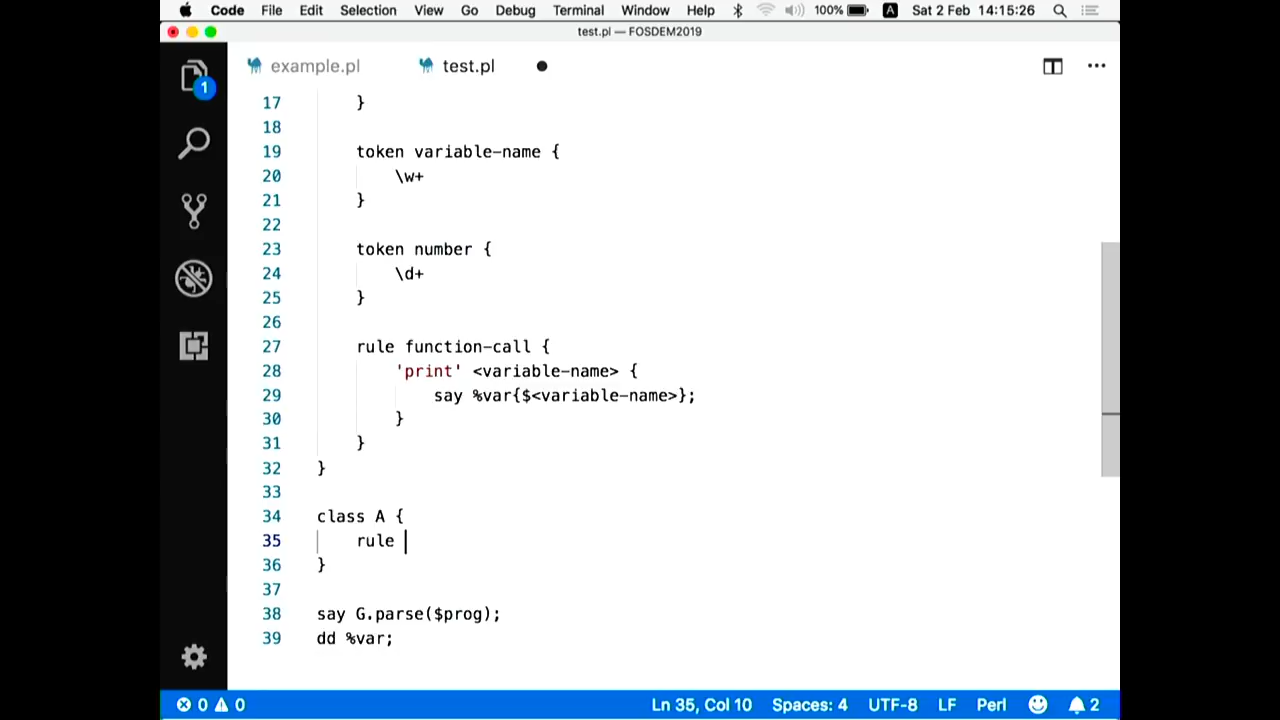 Code File Edit Selection View Go Debug Terminal Window Help 100% A Sat 2 Feb 14:15:26
test.pl — FOSDEM2019
example.pl test.pl
1
17 }
18
19 token variable-name {
20 \w+
21 }
22
23 token number {
24 \d+
25 }
26
27 rule function-call {
28 'print' <variable-name> {
29 say %var{$<variable-name>};
30 }
31 }
32 }
33
34 class A {
35 rule
36 }
37
38 say G.parse($prog);
39 dd %var;
0 0 Ln 35, Col 10 Spaces: 4 UTF-8 LF Perl 2